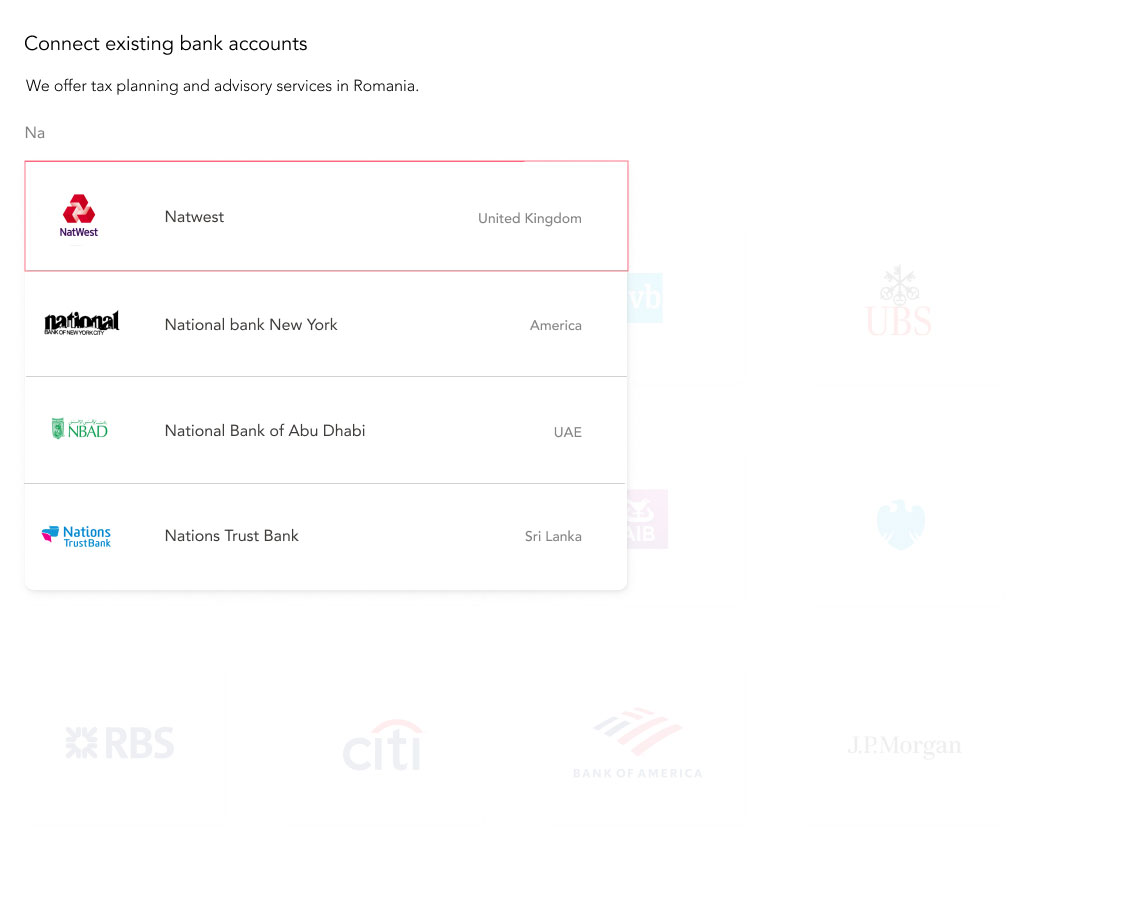 Connect existing bank accounts
We offer tax planning and advisory services in Romania.
Na
NatWest
Natwest
United Kingdom
national
BANK OF NEW YORK CITY
National bank New York
America
NBAD
National Bank of Abu Dhabi
UAE
Nations
TrustBank
Nations Trust Bank
Sri Lanka
vb
UBS
AIB
RBS
citi
BANK OF AMERICA
J.P.Morgan